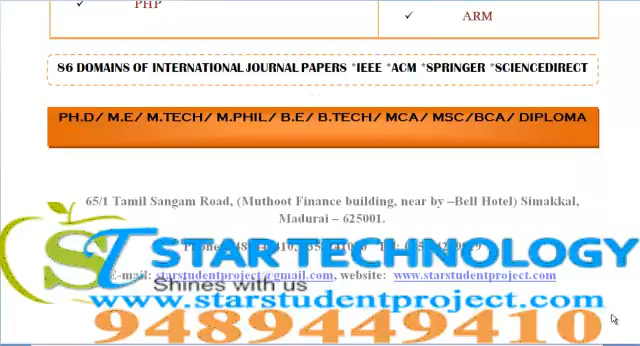 ✓ PHP
✓ ARM
86 DOMAINS OF INTERNATIONAL JOURNAL PAPERS *IEEE *ACM *SPRINGER *SCIENCEDIRECT
PH.D/ M.E/ M.TECH/ M.PHIL/ B.E/ B.TECH/ MCA/ MSC/BCA/ DIPLOMA
65/1 Tamil Sangam Road, (Muthoot Finance building, near by –Bell Hotel) Simakkal,
Madurai – 625001.
ST STAR TECHNOLOGY
E-mail: starstudentproject@gmail.com, website: www.starstudentproject.com
Shines with us
www.starstudentproject.com
9489449410